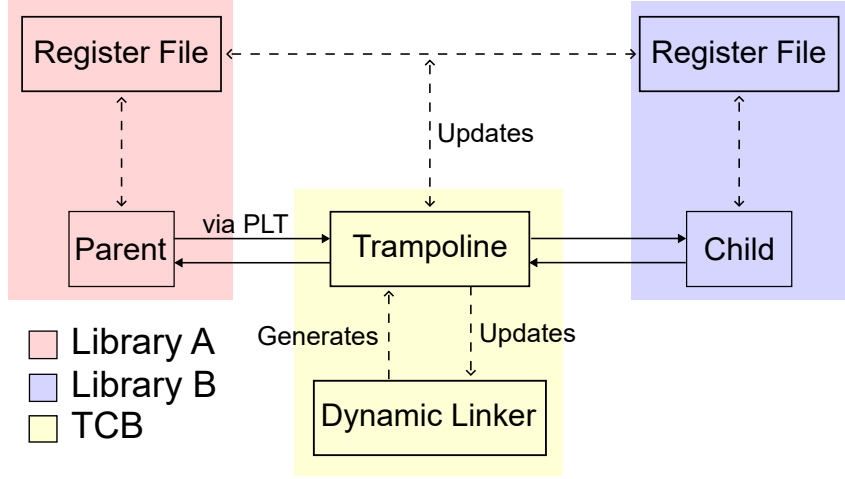 Register File
Register File
Updates
via PLT
Parent
Trampoline
Child
Generates
Updates
Library A
Library B
TCB
Dynamic Linker